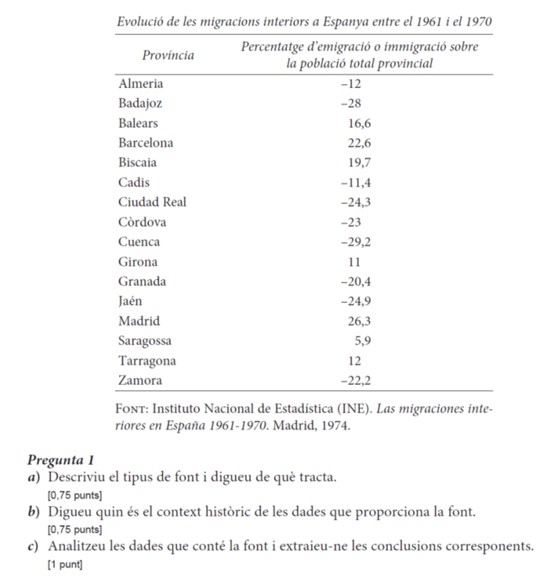 Evolució de les migracions interiors a Espanya entre el 1961 i el 1970
Província Percentatge d'emigració o immigració sobre
la població total provincial
Almeria –12
Badajoz –28
Balears 16,6
Barcelona 22,6
Biscaia 19,7
Cadis –11,4
Ciudad Real –24,3
Còrdova –23
Cuenca –29,2
Girona 11
Granada –20,4
Jaén –24,9
Madrid 26,3
Saragossa 5,9
Tarragona 12
Zamora –22,2
FONT: Instituto Nacional de Estadística (INE). Las migraciones inte-
riores en España 1961-1970. Madrid, 1974.
Pregunta 1
a) Descriviu el tipus de font i digueu de què tracta.
[0,75 punts]
b) Digueu quin és el context històric de les dades que proporciona la font.
[0,75 punts]
c) Analitzeu les dades que conté la font i extraieu-ne les conclusions corresponents.
[1 punt]